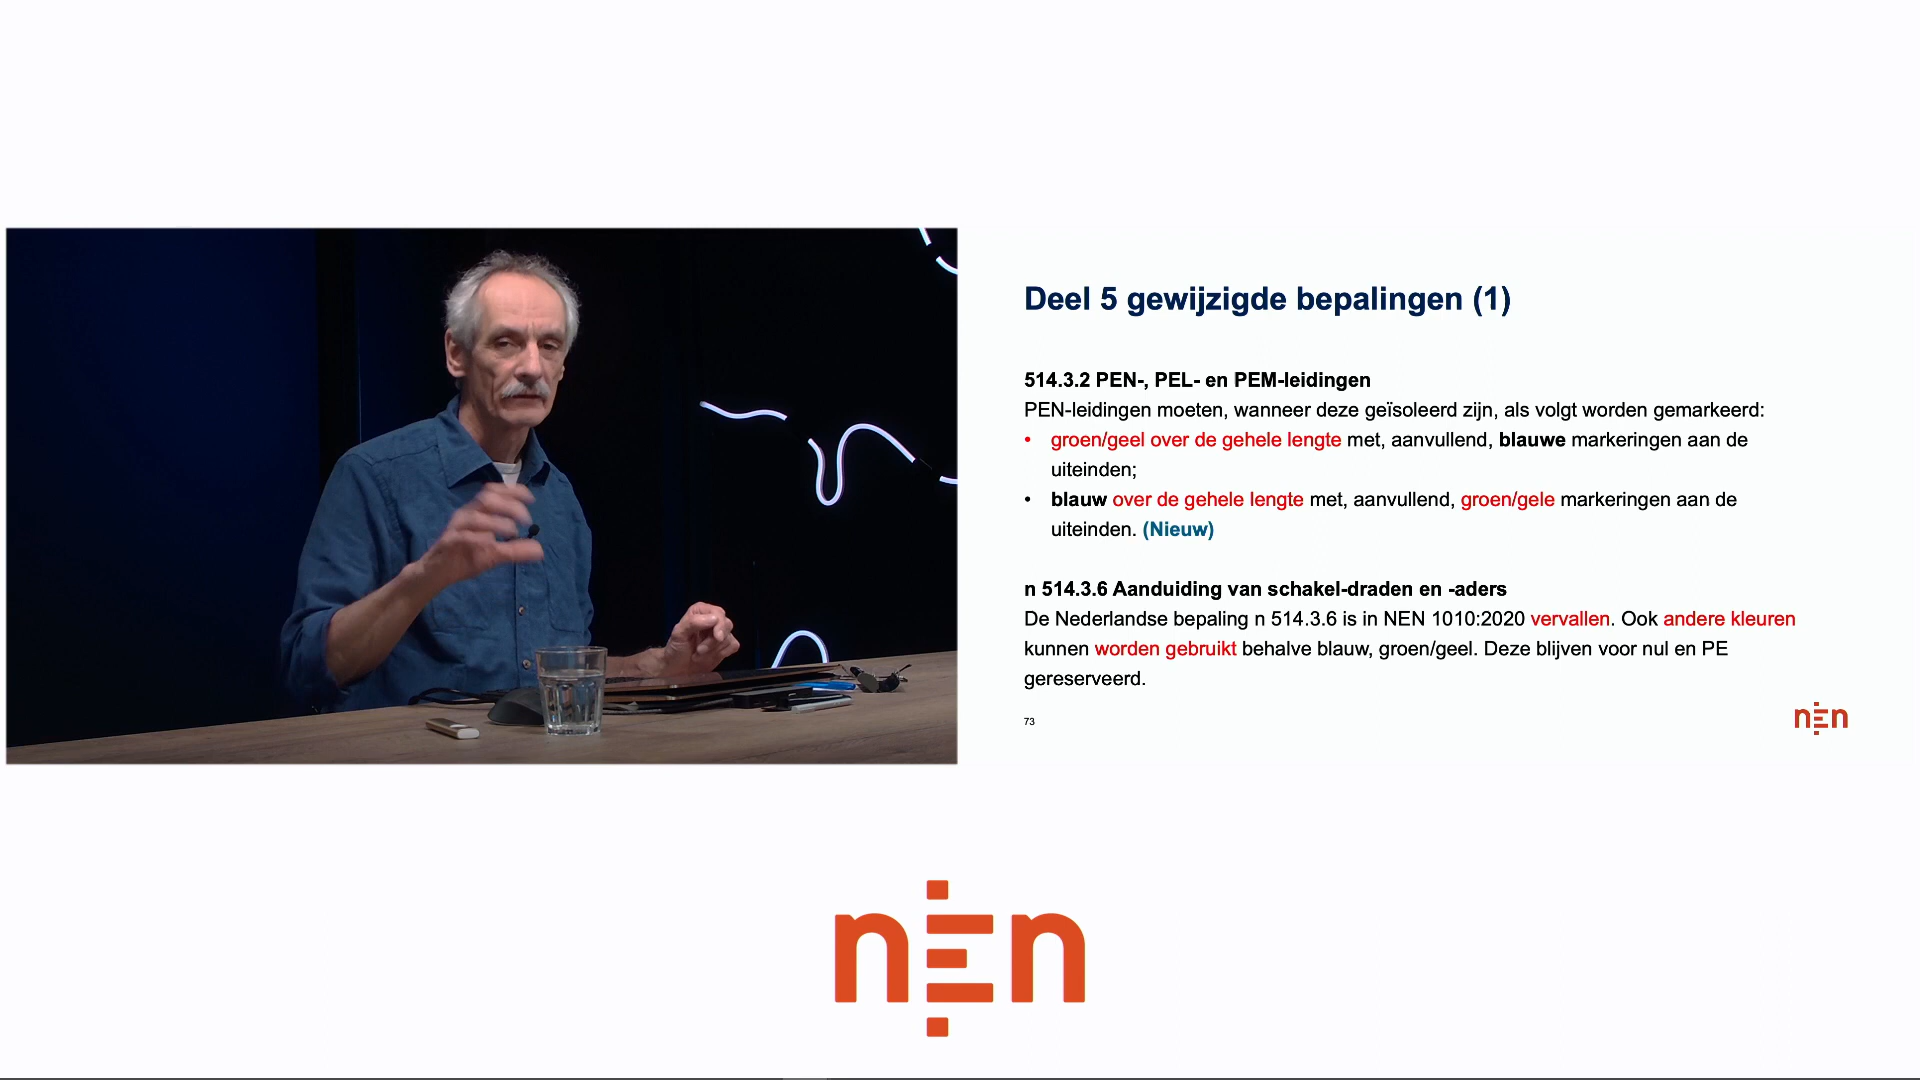 Deel 5 gewijzigde bepalingen (1)
514.3.2 PEN-, PEL- en PEM-leidingen
PEN-leidingen moeten, wanneer deze geïsoleerd zijn, als volgt worden gemarkeerd:
• groen/geel over de gehele lengte met, aanvullend, blauwe markeringen aan de
uiteinden;
• blauw over de gehele lengte met, aanvullend, groen/gele markeringen aan de
uiteinden. (Nieuw)
n 514.3.6 Aanduiding van schakel-draden en -aders
De Nederlandse bepaling n 514.3.6 is in NEN 1010:2020 vervallen. Ook andere kleuren
kunnen worden gebruikt behalve blauw, groen/geel. Deze blijven voor nul en PE
gereserveerd.
73
nen
nen